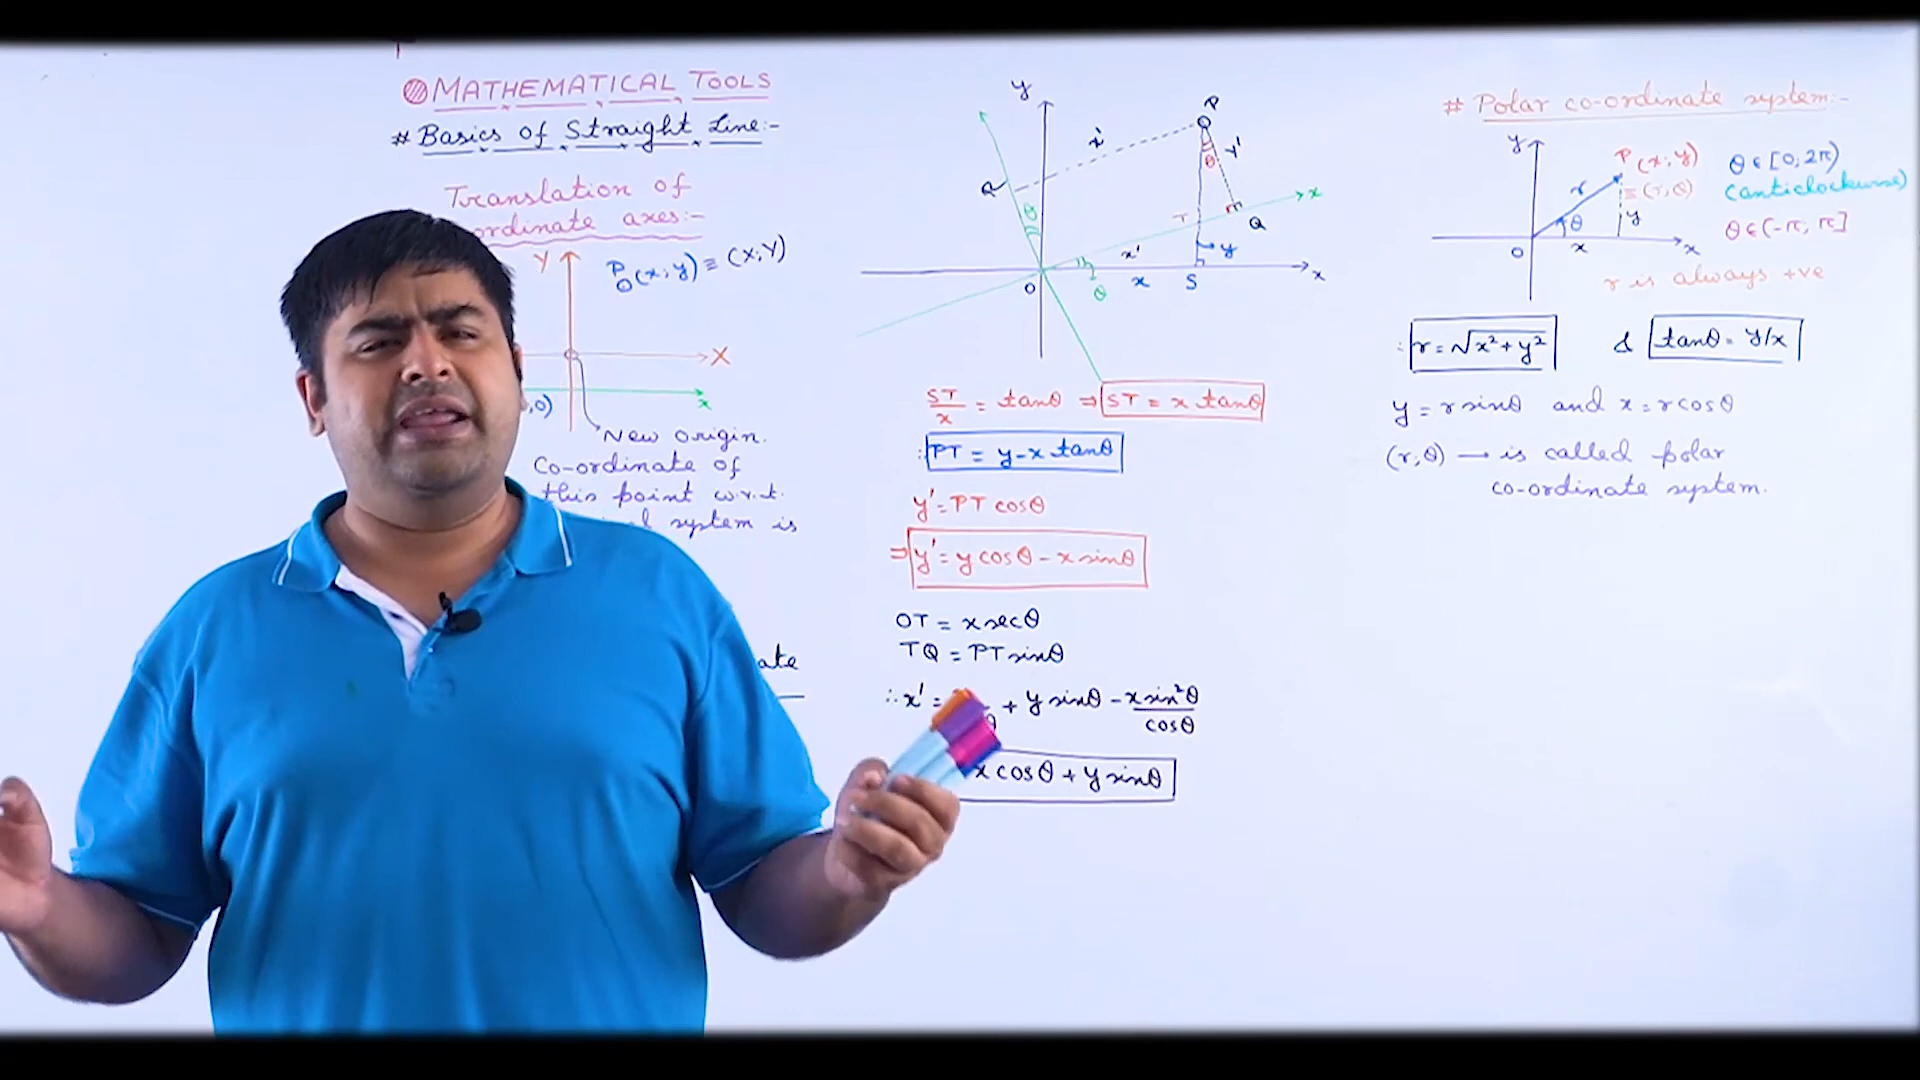 MATHEMATICAL TOOLS
# Basics of Straight Line:-
Translation of
ordinate axes:-
Y
P(x,y) ≡ (X,Y)
X
x
,0)
New origin.
Co-ordinate of
this point w.r.t.
system is
ate
y
P
x'
y'
θ
R
θ
T
Q
x
x'
y
O
θ
x
S
x
ST/x = tanθ ⇒ ST = x tanθ
∴ PT = y-x tanθ
y' = PT cosθ
⇒ y' = y cosθ - x sinθ
OT = x secθ
TQ = PT sinθ
∴ x' = + y sinθ - x sin²θ/cosθ
x cosθ + y sinθ
# Polar co-ordinate system:-
y
P(x,y)
θ ∈ [0, 2π)
r
≡ (r,θ)
(anticlockwise)
θ
y
θ ∈ (-π, π]
O
x
x
r is always +ve
∴ r = √x²+y² & tanθ = y/x
y = r sinθ and x = r cosθ
(r,θ) → is called polar
co-ordinate system.